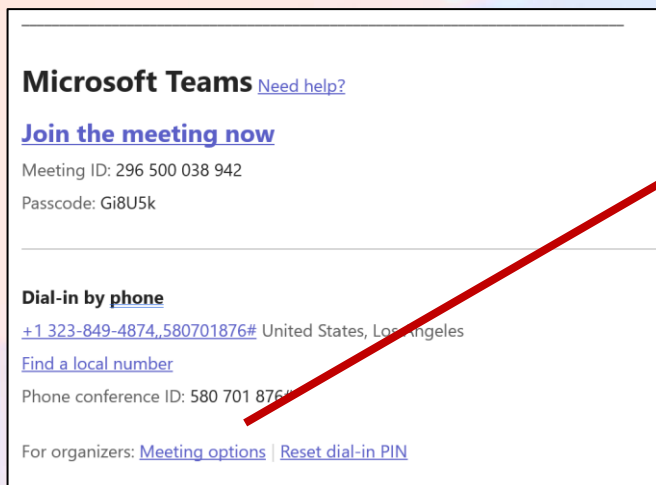 Microsoft Teams Need help?
Join the meeting now
Meeting ID: 296 500 038 942
Passcode: Gi8U5k
Dial-in by phone
+1 323-849-4874,,580701876# United States, Los Angeles
Find a local number
Phone conference ID: 580 701 876#
For organizers: Meeting options | Reset dial-in PIN